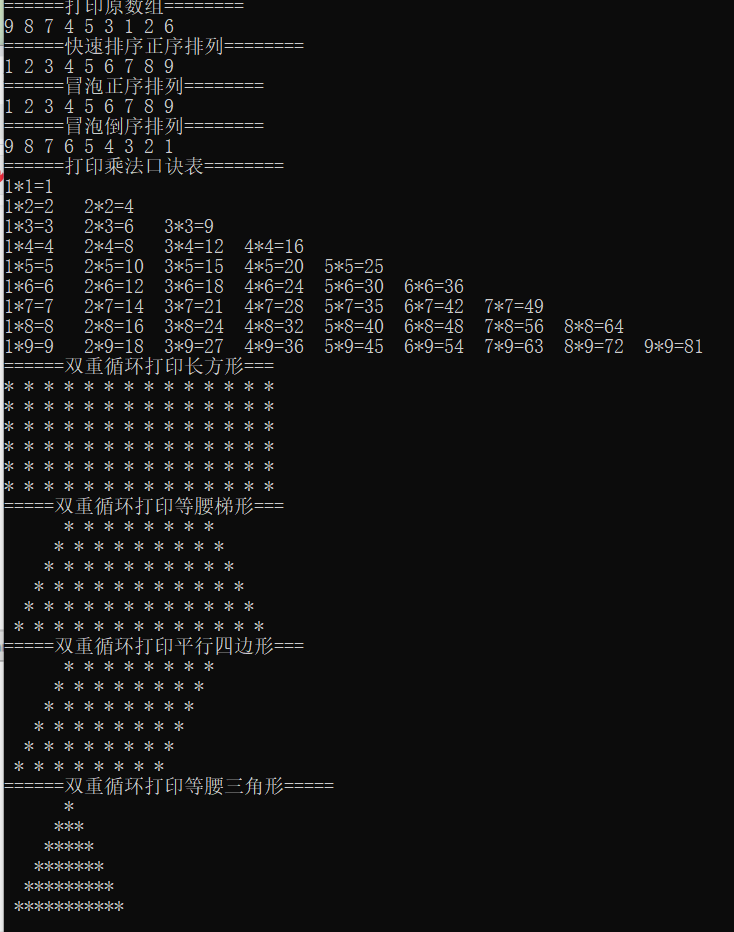 ======打印原数组========
9 8 7 4 5 3 1 2 6
======快速排序正序排列========
1 2 3 4 5 6 7 8 9
======冒泡正序排列========
1 2 3 4 5 6 7 8 9
======冒泡倒序排列========
9 8 7 6 5 4 3 2 1
======打印乘法口诀表========
1*1=1
1*2=2   2*2=4
1*3=3   2*3=6   3*3=9
1*4=4   2*4=8   3*4=12  4*4=16
1*5=5   2*5=10  3*5=15  4*5=20  5*5=25
1*6=6   2*6=12  3*6=18  4*6=24  5*6=30  6*6=36
1*7=7   2*7=14  3*7=21  4*7=28  5*7=35  6*7=42  7*7=49
1*8=8   2*8=16  3*8=24  4*8=32  5*8=40  6*8=48  7*8=56  8*8=64
1*9=9   2*9=18  3*9=27  4*9=36  5*9=45  6*9=54  7*9=63  8*9=72  9*9=81
======双重循环打印长方形===
* * * * * * * * * * * * * *
* * * * * * * * * * * * * *
* * * * * * * * * * * * * *
* * * * * * * * * * * * * *
* * * * * * * * * * * * * *
* * * * * * * * * * * * * *
=====双重循环打印等腰梯形===
      * * * * * * * *
     * * * * * * * * *
    * * * * * * * * * *
   * * * * * * * * * * *
  * * * * * * * * * * * *
 * * * * * * * * * * * * *
=====双重循环打印平行四边形===
      * * * * * * * *
     * * * * * * * *
    * * * * * * * *
   * * * * * * * *
  * * * * * * * *
 * * * * * * * *
======双重循环打印等腰三角形=====
      *
     ***
    *****
   *******
  *********
 ***********